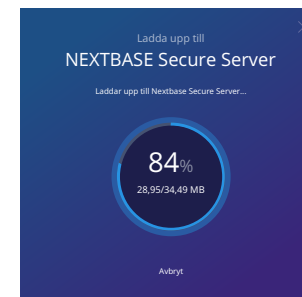 Ladda upp till
NEXTBASE Secure Server
Laddar upp till Nextbase Secure Server...
84%
28,95/34,49 MB
Avbryt